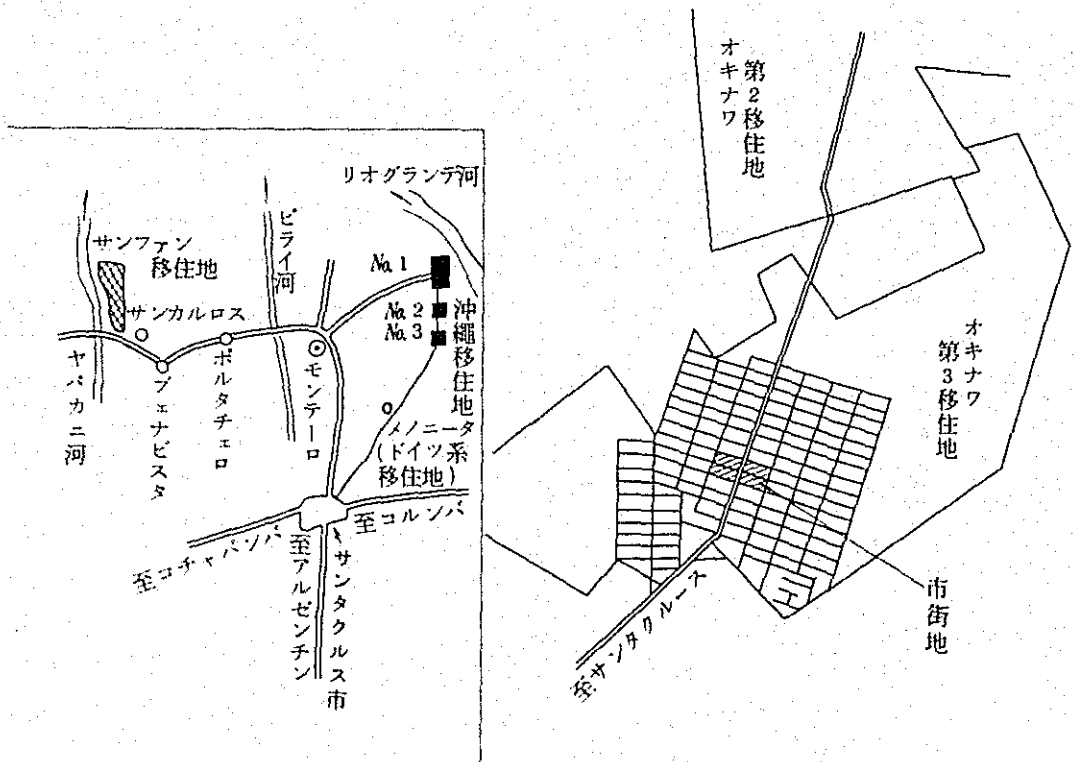 リオグランデ河
ピライ河
サンファン
移住地
No. 1
No. 2
No. 3
沖縄移住地
サンカルロス
ヤパカニ河
ブエナビスタ
ポルタチェロ
モンテーロ
メノニータ
(ドイツ系
移住地)
至コルンバ
至コチャバンバ
至アルゼンチン
サンタクルス市
オキナワ
第2移住地
オキナワ
第3移住地
市街地
至サンタクルース